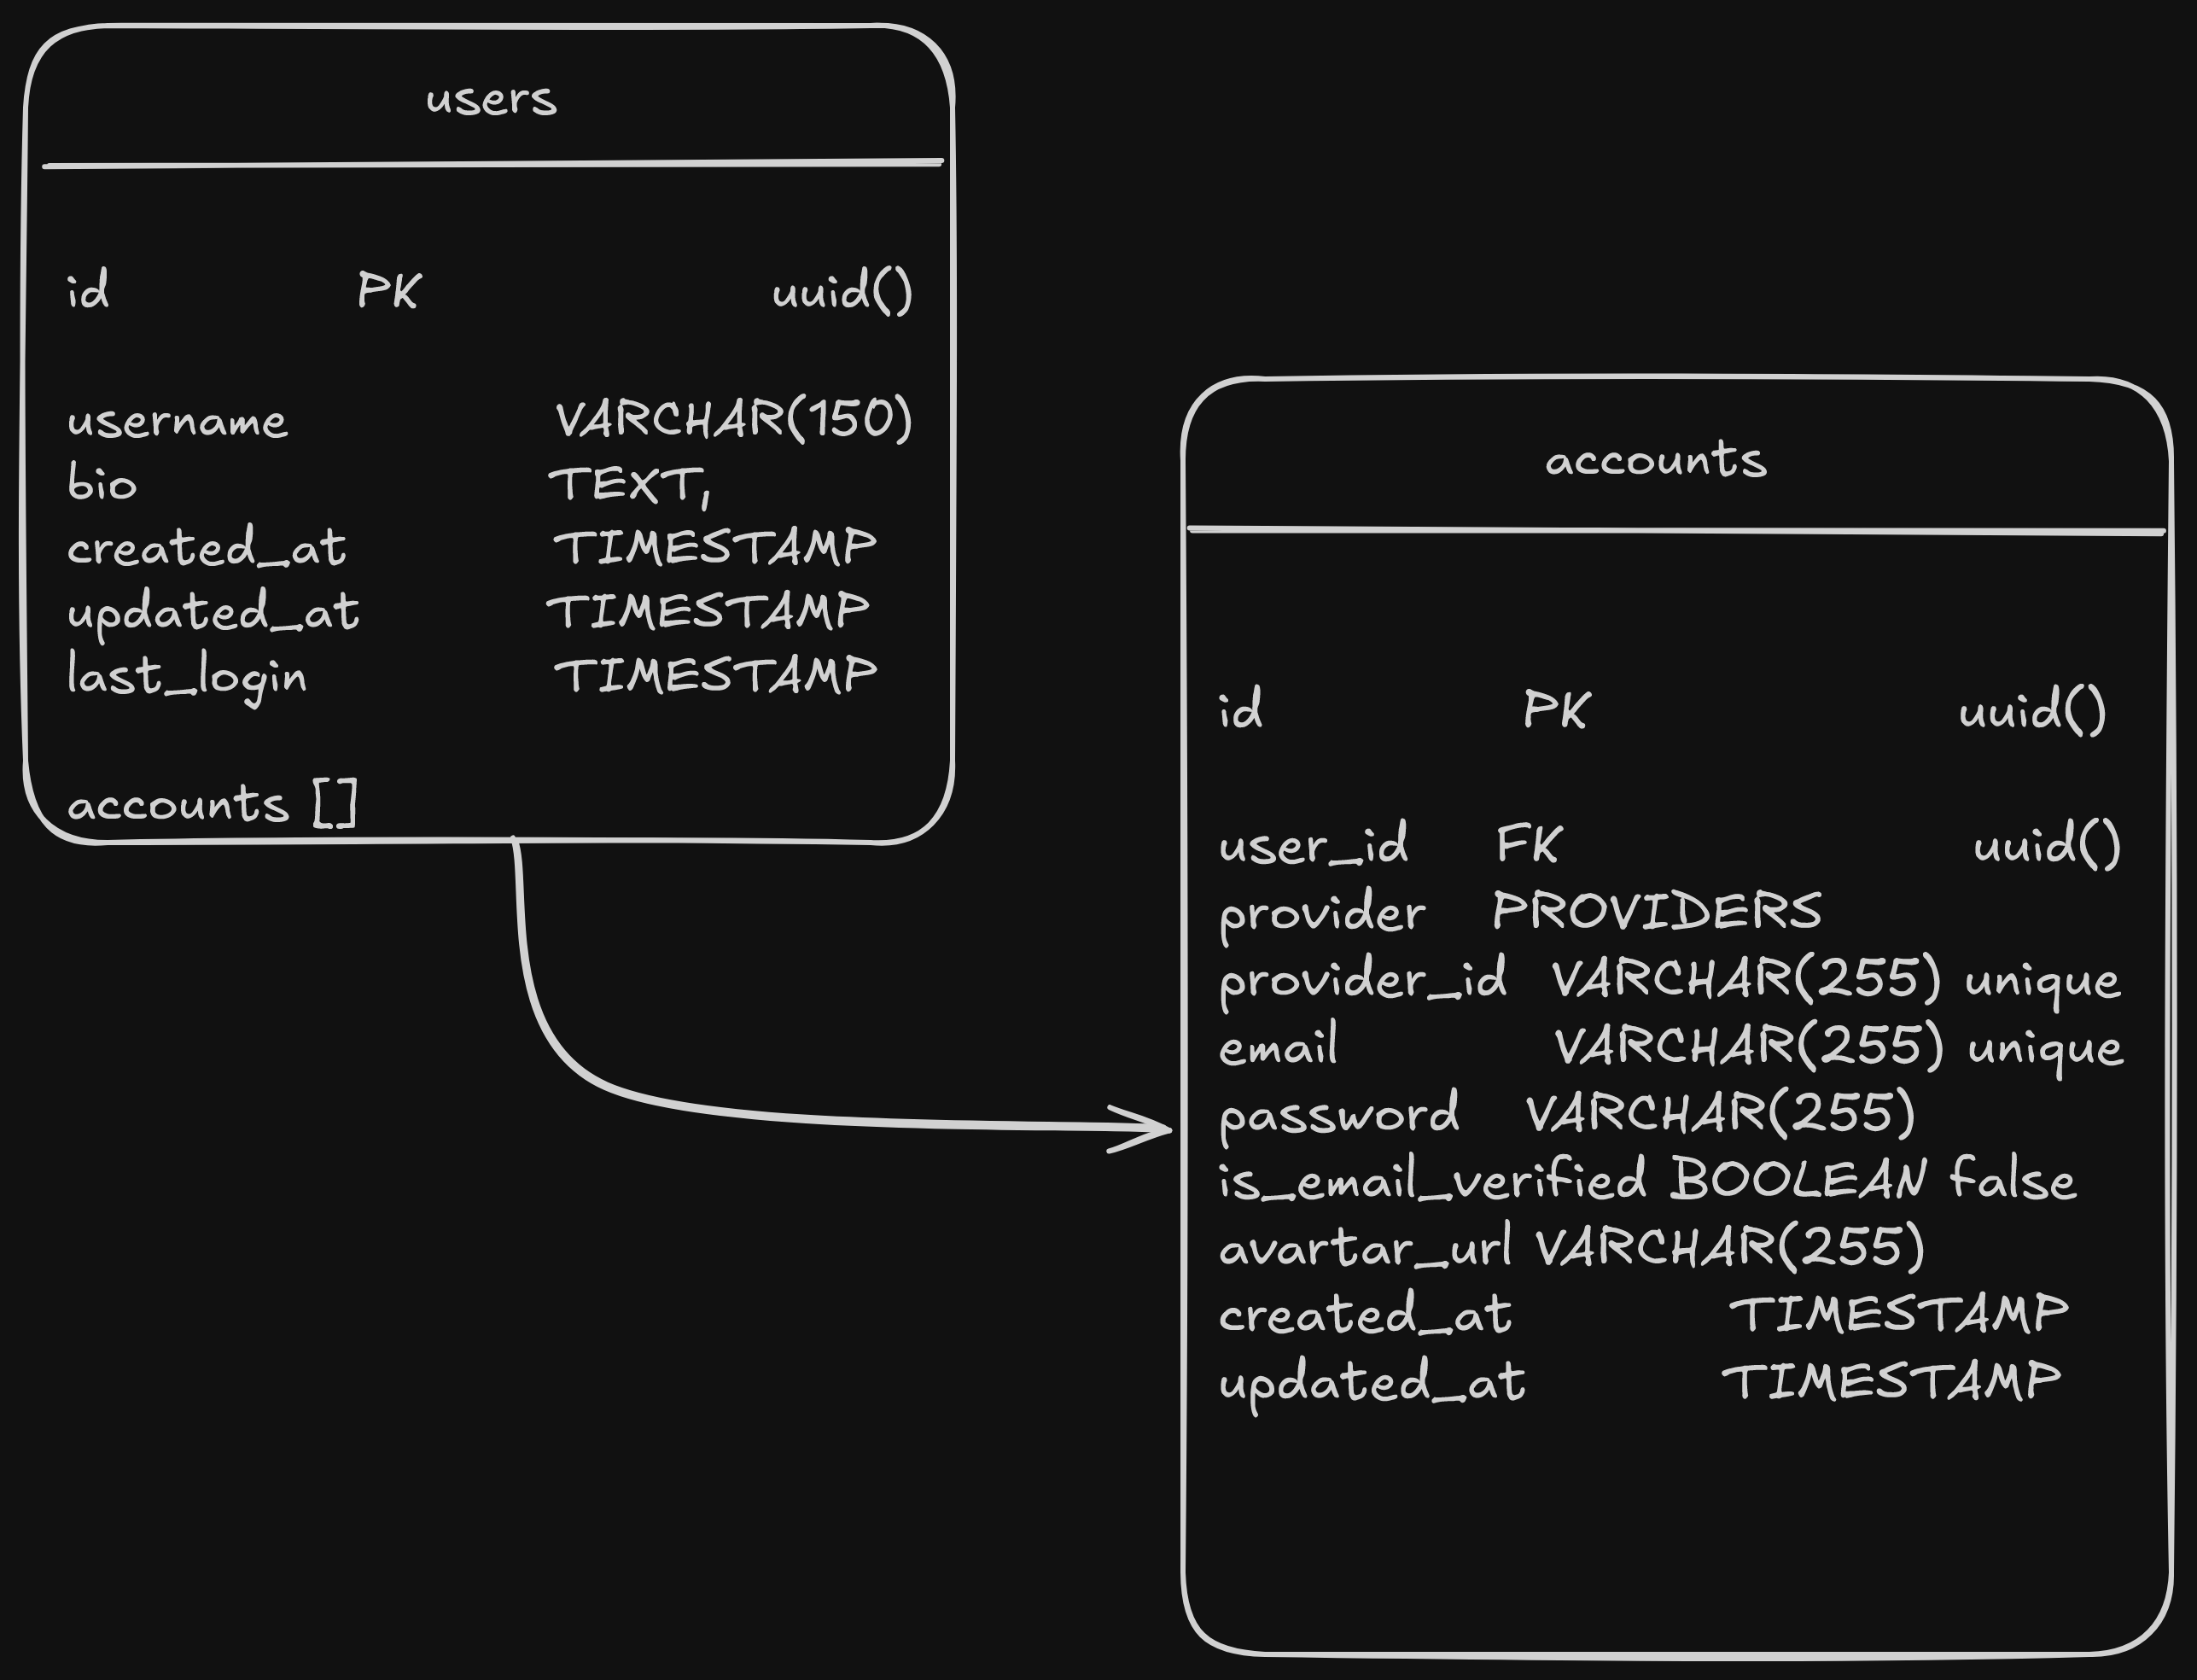 users
id PK uuid()
username VARCHAR(150)
bio TEXT,
created_at TIMESTAMP
updated_at TIMESTAMP
last_login TIMESTAMP
accounts []
accounts
id PK uuid()
user_id FK uuid()
provider PROVIDERS
provider_id VARCHAR(255) unique
email VARCHAR(255) unique
password VARCHAR(255)
is_email_verified BOOLEAN false
avartar_url VARCHAR(255)
created_at TIMESTAMP
updated_at TIMESTAMP